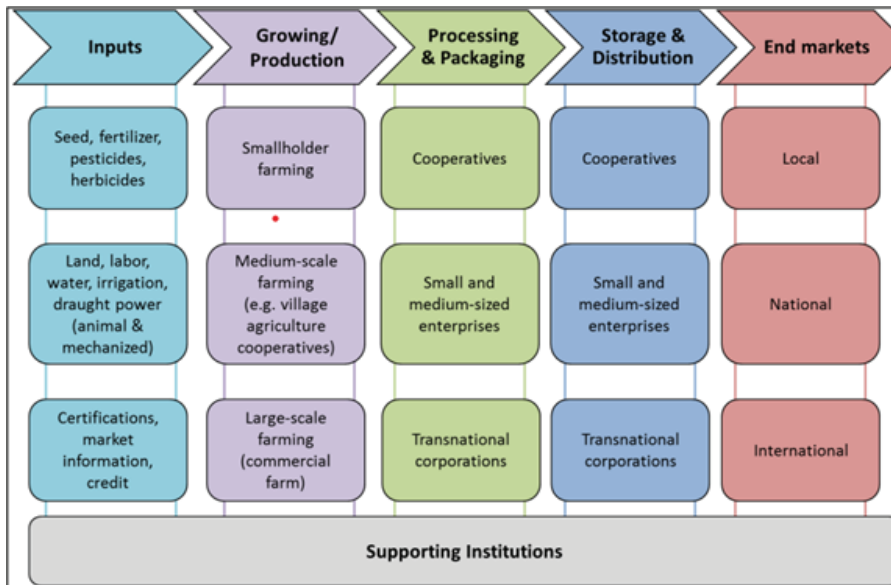 Inputs
Growing/
Production
Processing
& Packaging
Storage &
Distribution
End markets
Seed, fertilizer,
pesticides,
herbicides
Smallholder
farming
Cooperatives
Cooperatives
Local
Land, labor,
water, irrigation,
draught power
(animal &
mechanized)
Medium-scale
farming
(e.g. village
agriculture
cooperatives)
Small and
medium-sized
enterprises
Small and
medium-sized
enterprises
National
Certifications,
market
information,
credit
Large-scale
farming
(commercial
farm)
Transnational
corporations
Transnational
corporations
International
Supporting Institutions